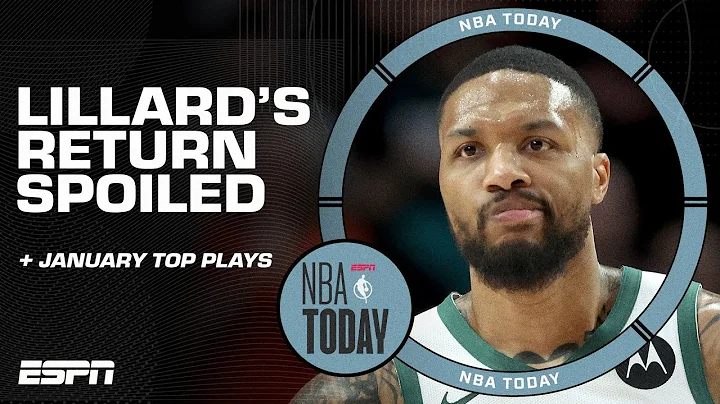 NBA TODAY
LILLARD'S
RETURN
SPOILED
+ JANUARY TOP PLAYS
ESPN
NBA
TODAY
ESPN
NBA TODAY